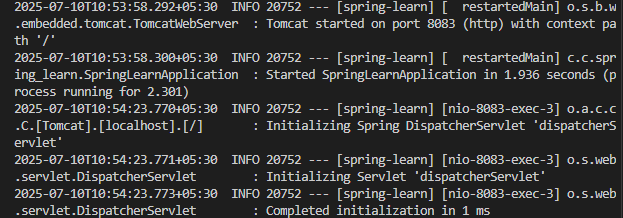 2025-07-10T10:53:58.292+05:30  INFO 20752 --- [spring-learn] [  restartedMain] o.s.b.w
.embedded.tomcat.TomcatWebServer  : Tomcat started on port 8083 (http) with context pa
th '/'
2025-07-10T10:53:58.300+05:30  INFO 20752 --- [spring-learn] [  restartedMain] c.c.spr
ing_learn.SpringLearnApplication  : Started SpringLearnApplication in 1.936 seconds (p
rocess running for 2.301)
2025-07-10T10:54:23.770+05:30  INFO 20752 --- [spring-learn] [nio-8083-exec-3] o.a.c.c
.C.[Tomcat].[localhost].[/]       : Initializing Spring DispatcherServlet 'dispatcherS
ervlet'
2025-07-10T10:54:23.771+05:30  INFO 20752 --- [spring-learn] [nio-8083-exec-3] o.s.web
.servlet.DispatcherServlet        : Initializing Servlet 'dispatcherServlet'
2025-07-10T10:54:23.773+05:30  INFO 20752 --- [spring-learn] [nio-8083-exec-3] o.s.web
.servlet.DispatcherServlet        : Completed initialization in 1 ms